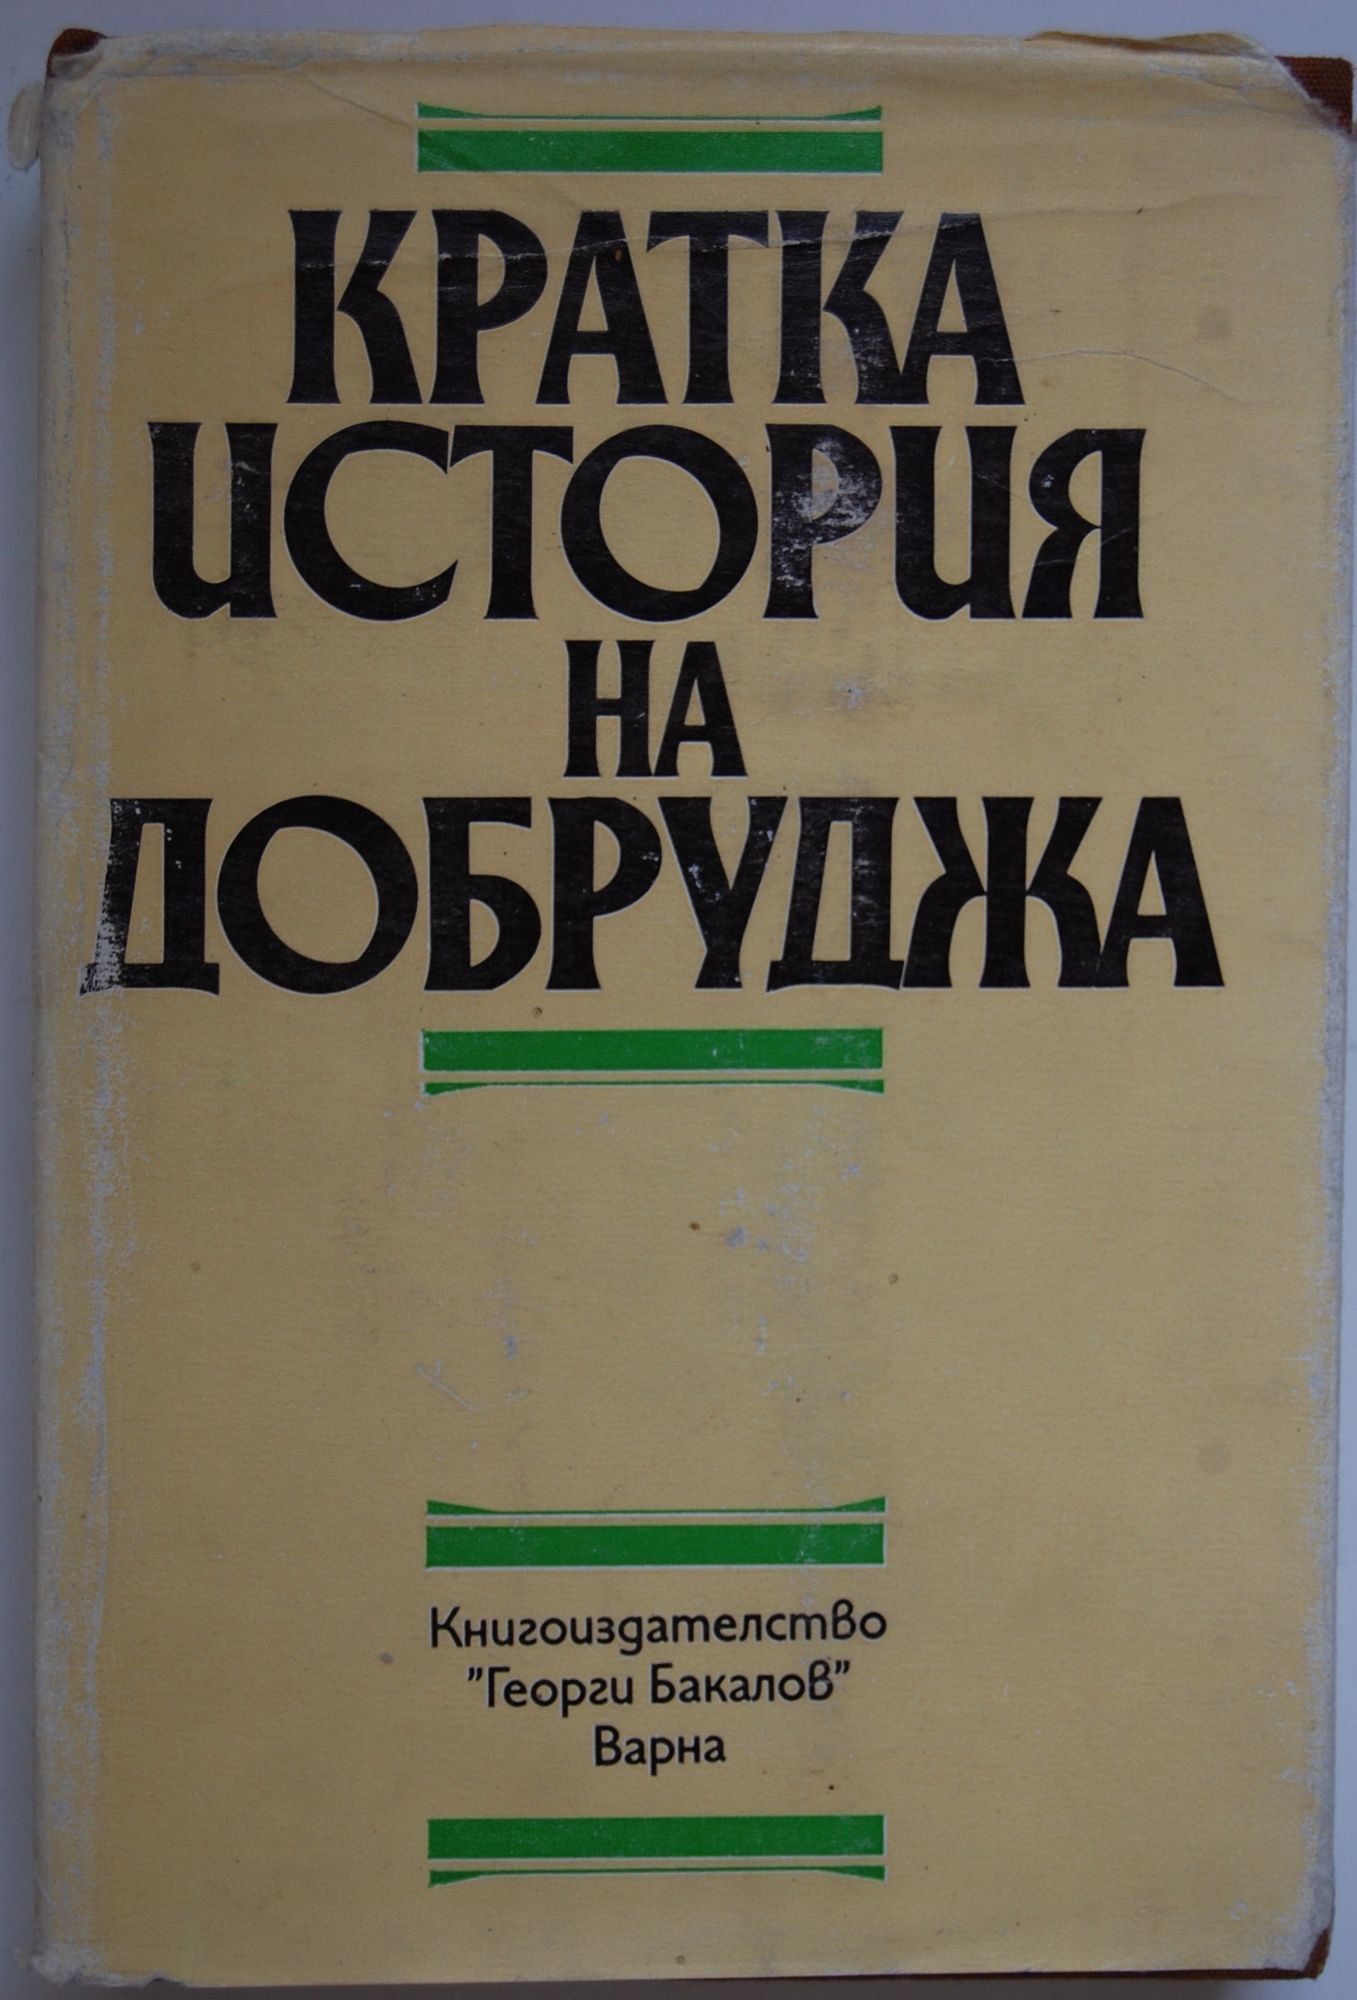 КРАТКА
ИСТОРИЯ
НА
ДОБРУДЖА
Книгоиздателство
"Георги Бакалов"
Варна